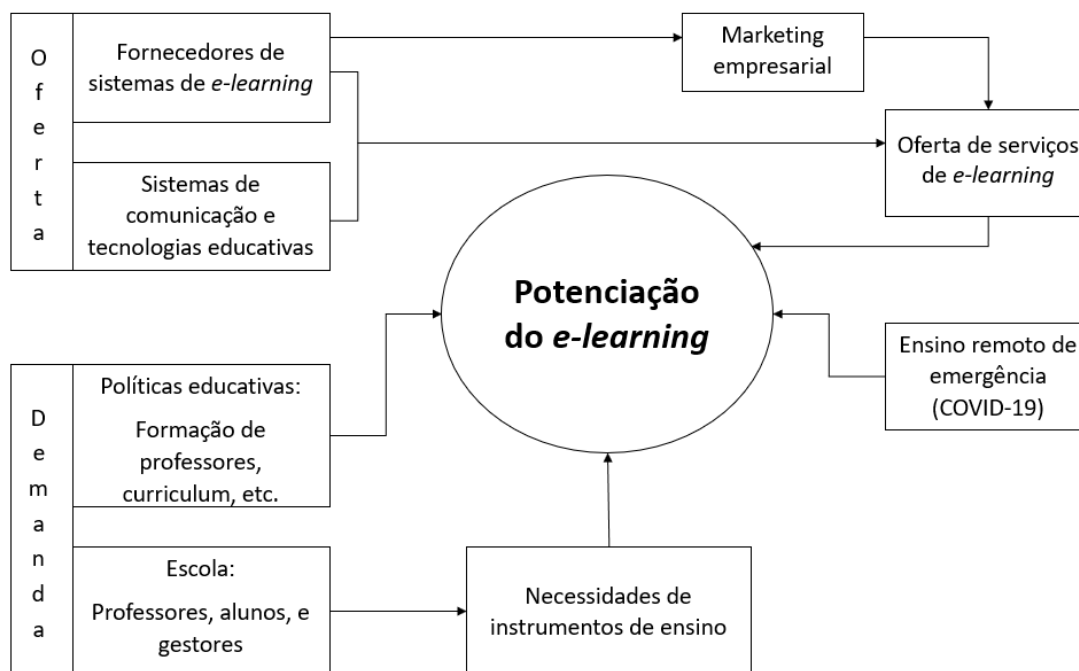 Oferta
Fornecedores de
sistemas de e-learning
Sistemas de
comunicação e
tecnologias educativas
Marketing
empresarial
Oferta de serviços
de e-learning
Potenciação
do e-learning
Ensino remoto de
emergência
(COVID-19)
Demanda
Políticas educativas:
Formação de
professores,
curriculum, etc.
Escola:
Professores, alunos, e
gestores
Necessidades de
instrumentos de ensino